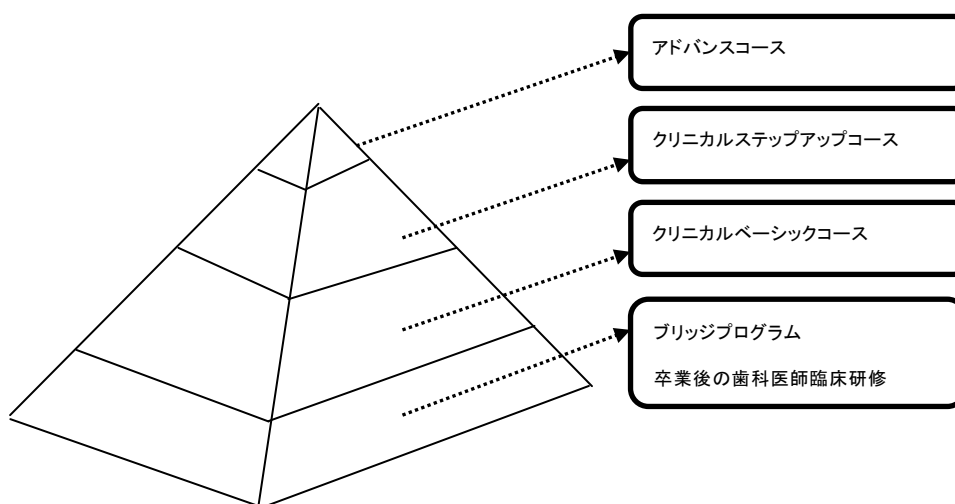 アドバンスコース
クリニカルステップアップコース
クリニカルベーシックコース
ブリッジプログラム
卒業後の歯科医師臨床研修